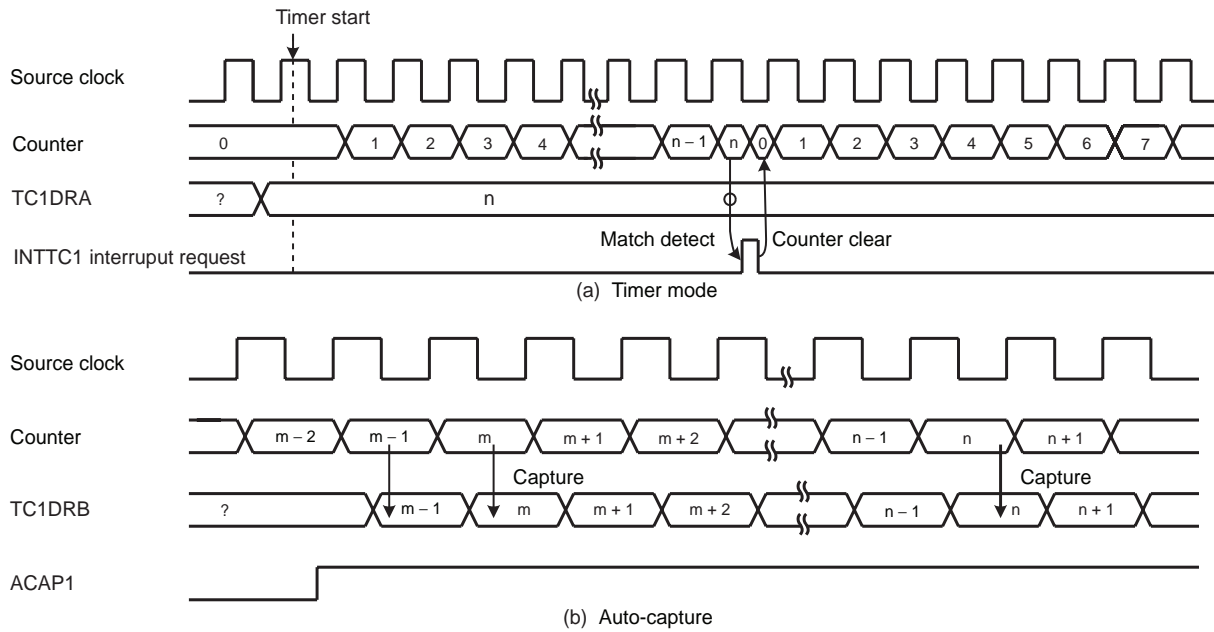 Timer start
Source clock
Counter
0 1 2 3 4 n – 1 n 0 1 2 3 4 5 6 7
TC1DRA
? n
Match detect Counter clear
INTTC1 interruput request
(a) Timer mode
Source clock
Counter
m – 2 m – 1 m m + 1 m + 2 n – 1 n n + 1
Capture Capture
TC1DRB
? m – 1 m m + 1 m + 2 n – 1 n n + 1
ACAP1
(b) Auto-capture